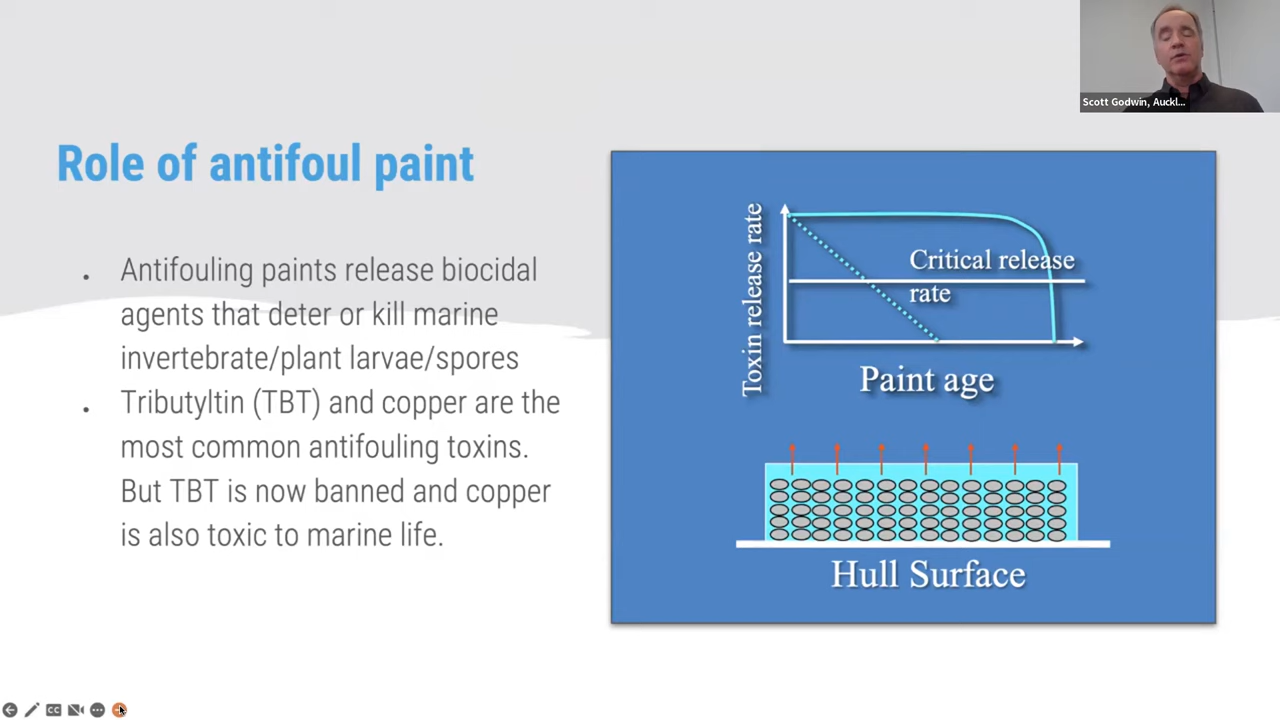 Scott Godwin, Auckl...
Role of antifoul paint
Antifouling paints release biocidal
agents that deter or kill marine
invertebrate/plant larvae/spores
Tributyltin (TBT) and copper are the
most common antifouling toxins.
But TBT is now banned and copper
is also toxic to marine life.
Toxin release rate
Critical release
rate
Paint age
Hull Surface
CC